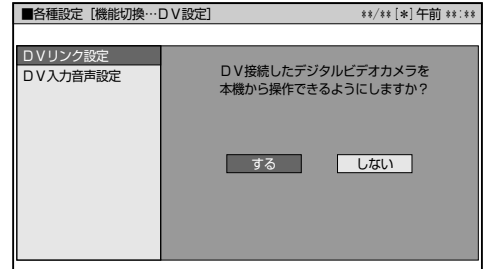 ■各種設定［機能切換…ＤＶ設定］ **/**[*]午前 **:**
ＤＶリンク設定
ＤＶ入力音声設定
ＤＶ接続したデジタルビデオカメラを
本機から操作できるようにしますか？
する しない